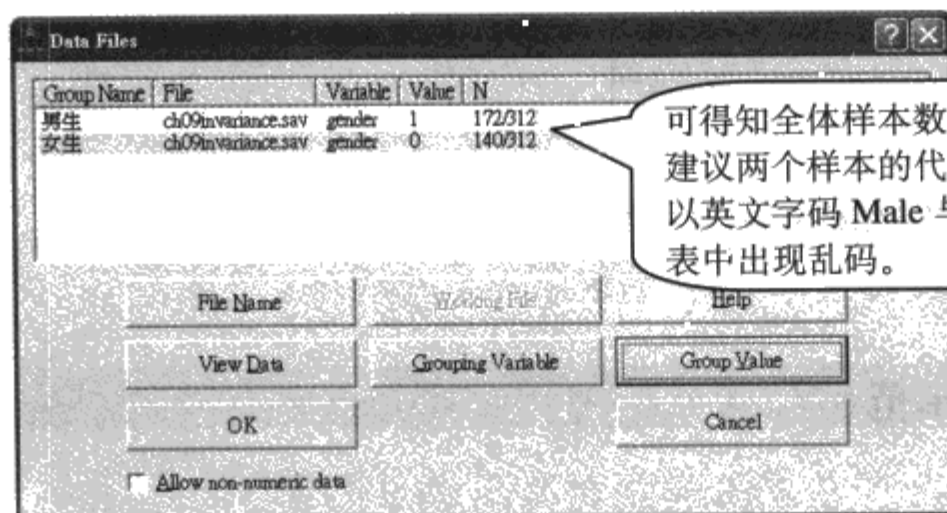 Data Files
Group Name File Variable Value N
男生 ch09invariance.sav gender 1 172/312
女生 ch09invariance.sav gender 0 140/312
可得知全体样本数
建议两个样本的代
以英文字码 Male
表中出现乱码。
File Name Working File Help
View Data Grouping Variable Group Value
OK Cancel
Allow non-numeric data